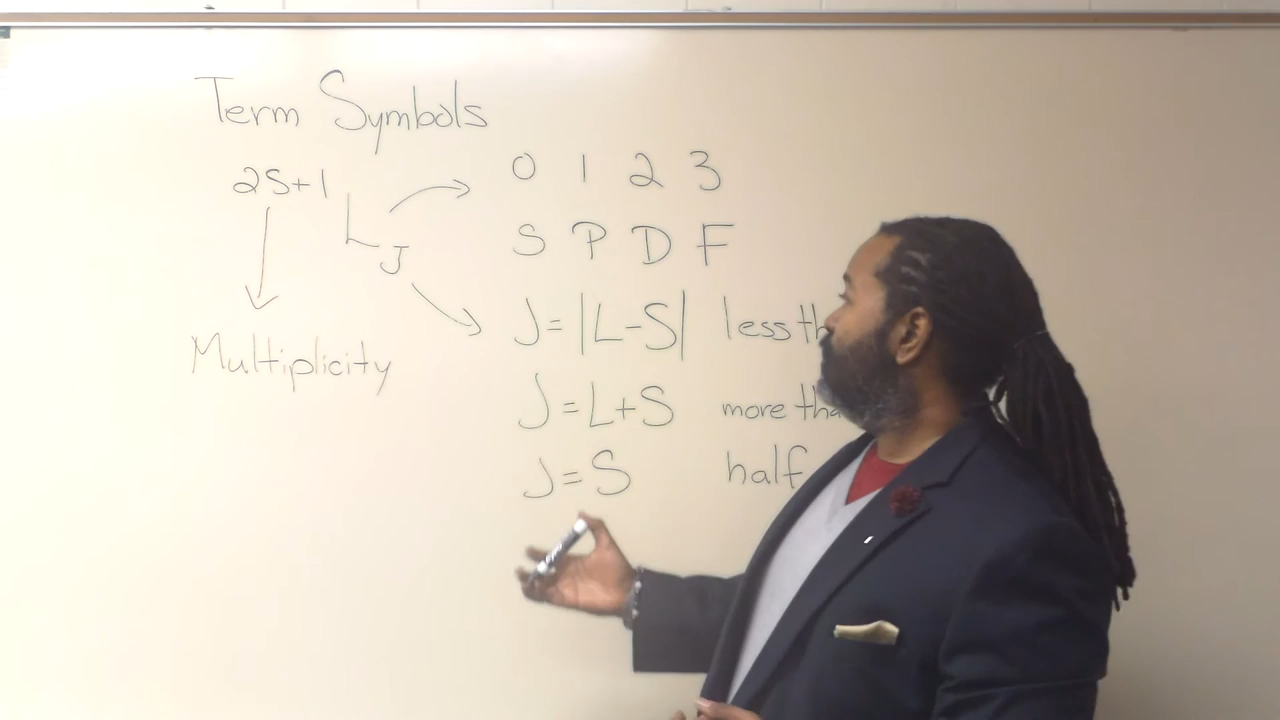 Term Symbols
2S+1
L
J
0 1 2 3
S P D F
J=|L-S| less
J=L+S more
J=S half
Multiplicity